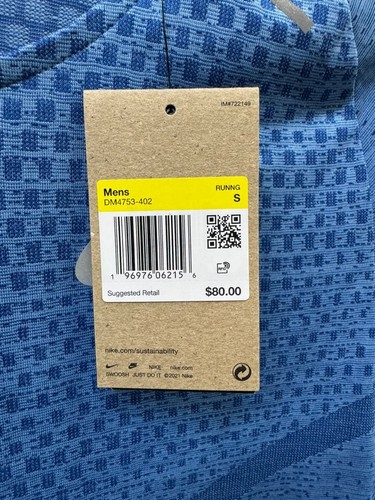 IM#722149
Mens
RUNNG
DM4753-402
S
1 96976 06215 6
Suggested Retail
$80.00
nike.com/sustainability
NIKE nike.com
SWOOSH JUST DO IT. ©2021 Nike